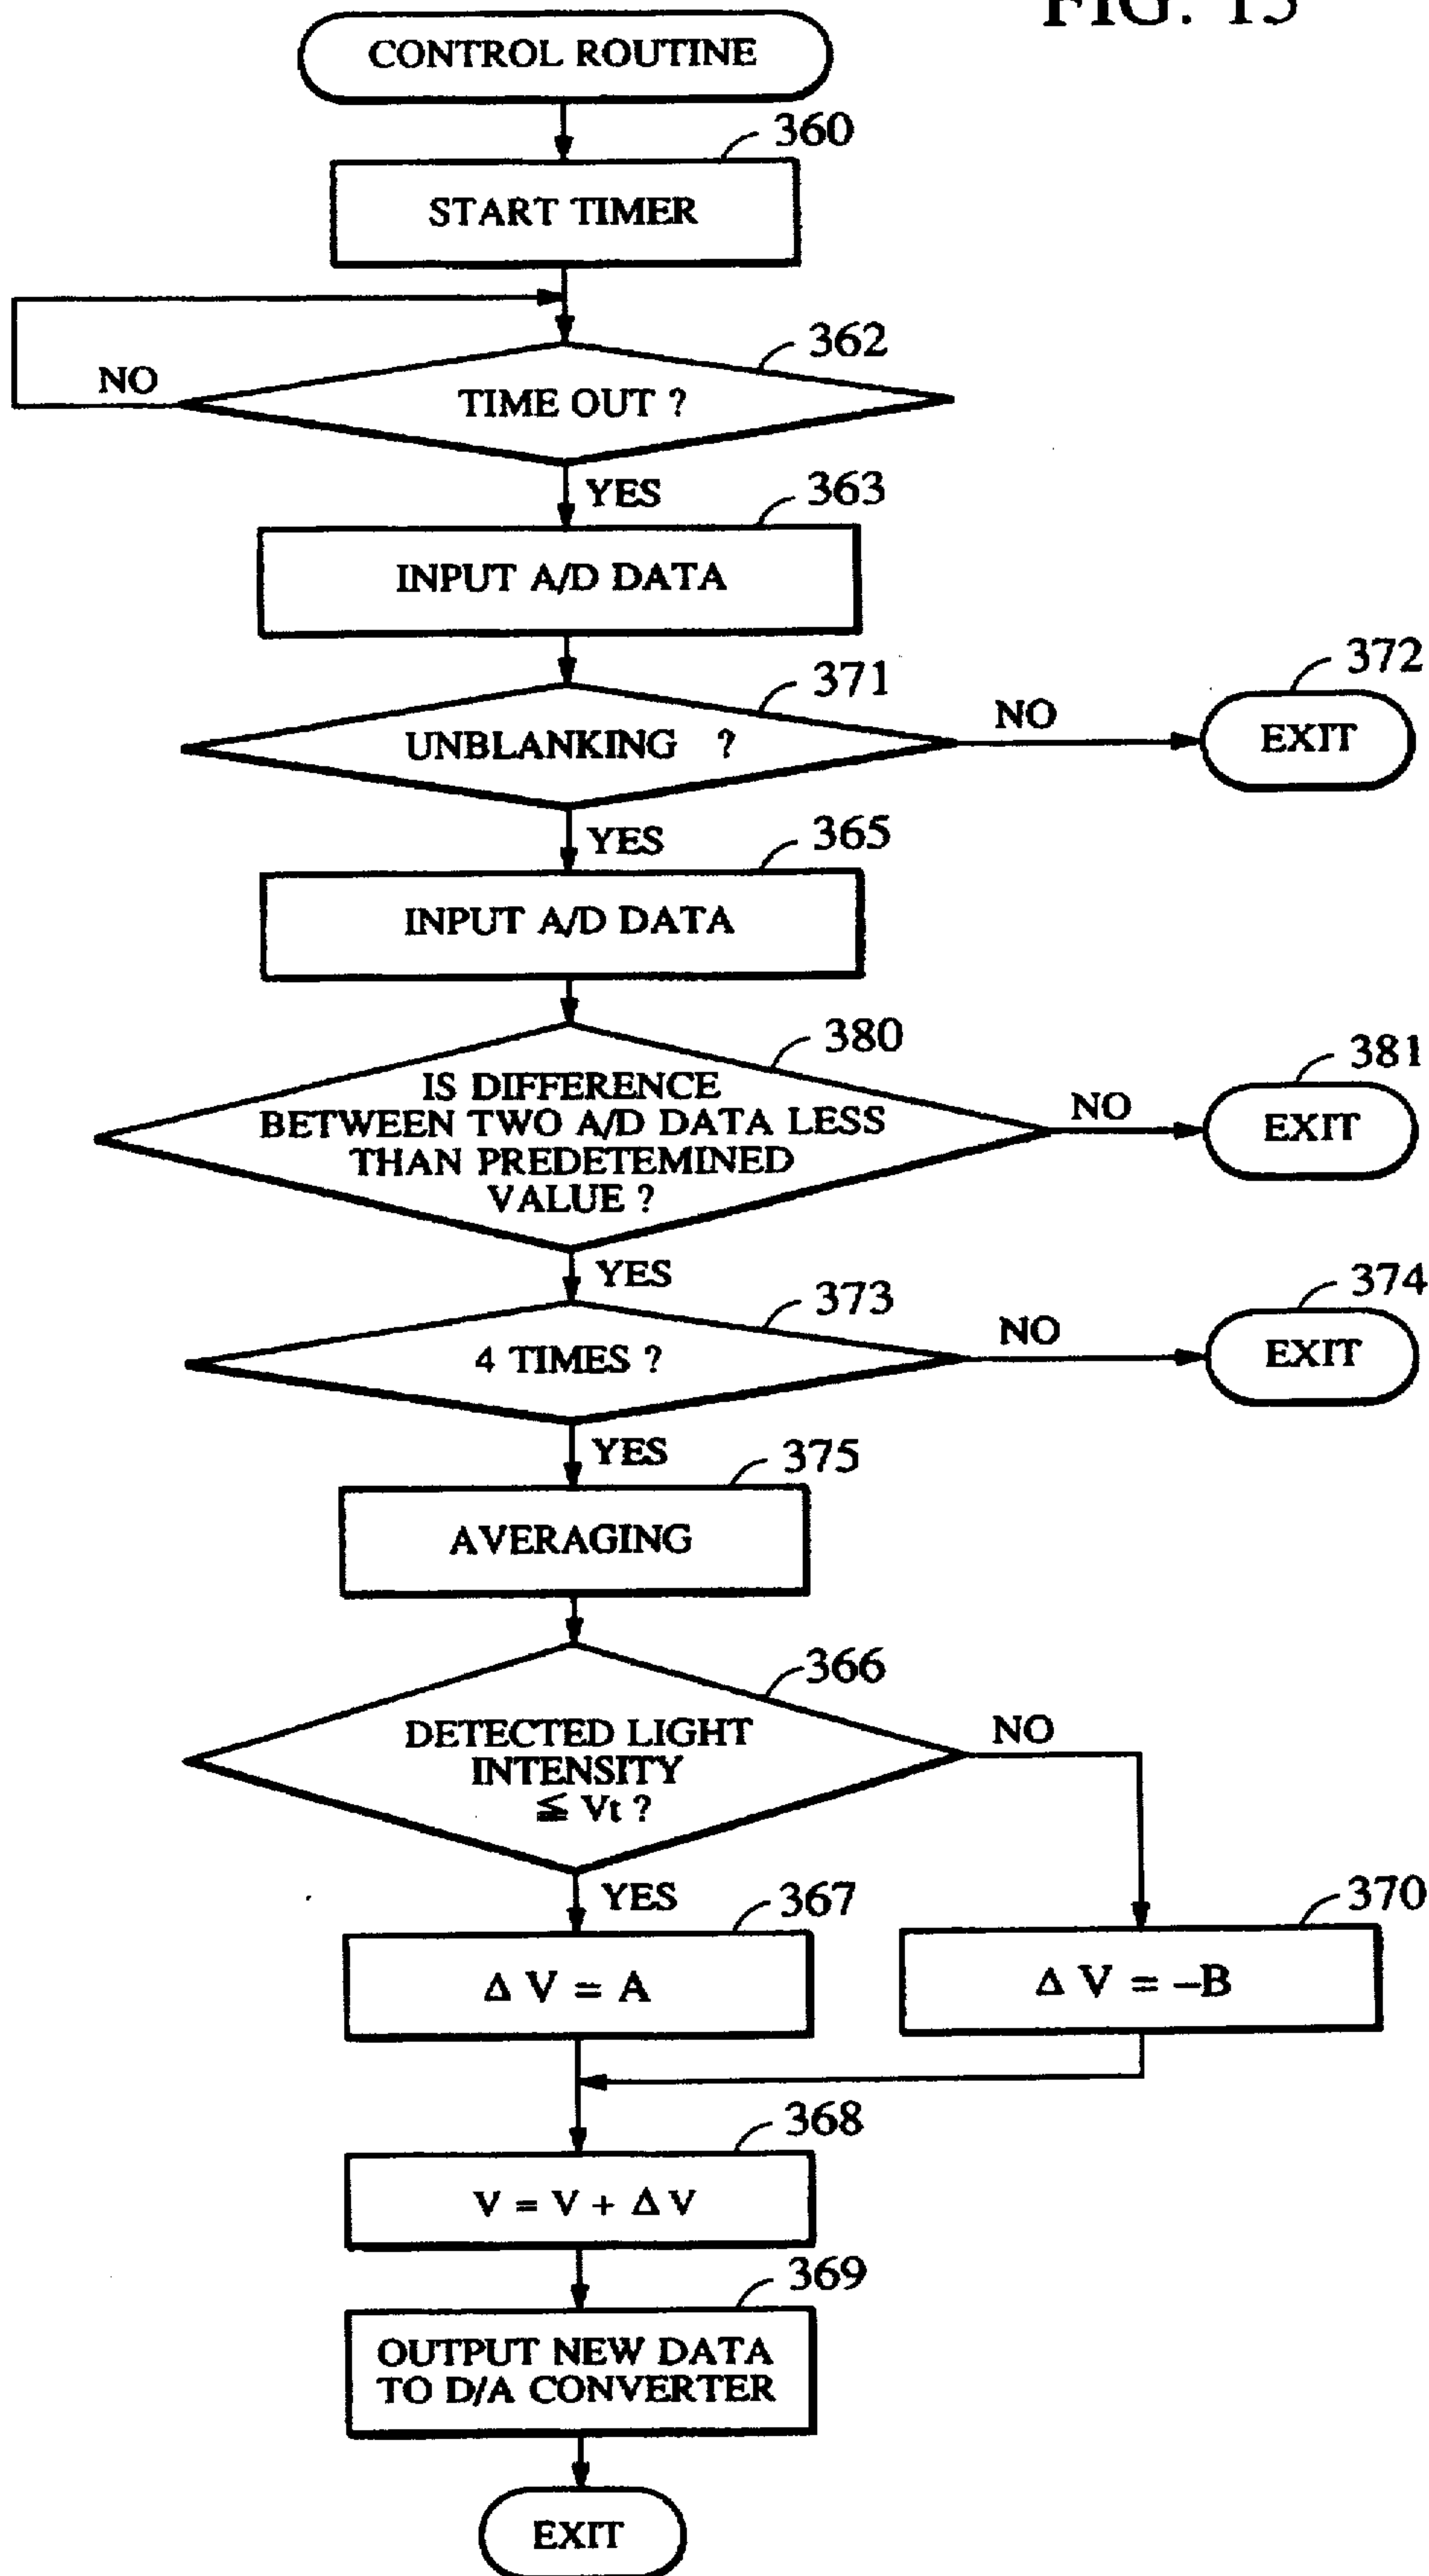 FIG. 15
CONTROL ROUTINE
360
START TIMER
362
NO
TIME OUT ?
YES
363
INPUT A/D DATA
371
372
UNBLANKING ?
NO
EXIT
YES
365
INPUT A/D DATA
380
381
IS DIFFERENCE
BETWEEN TWO A/D DATA LESS
THAN PREDETEMINED
VALUE ?
NO
EXIT
YES
373
374
4 TIMES ?
NO
EXIT
YES
375
AVERAGING
366
DETECTED LIGHT
INTENSITY
≦ Vt ?
NO
YES
367
370
Δ V = A
Δ V = –B
368
V = V + Δ V
369
OUTPUT NEW DATA
TO D/A CONVERTER
EXIT